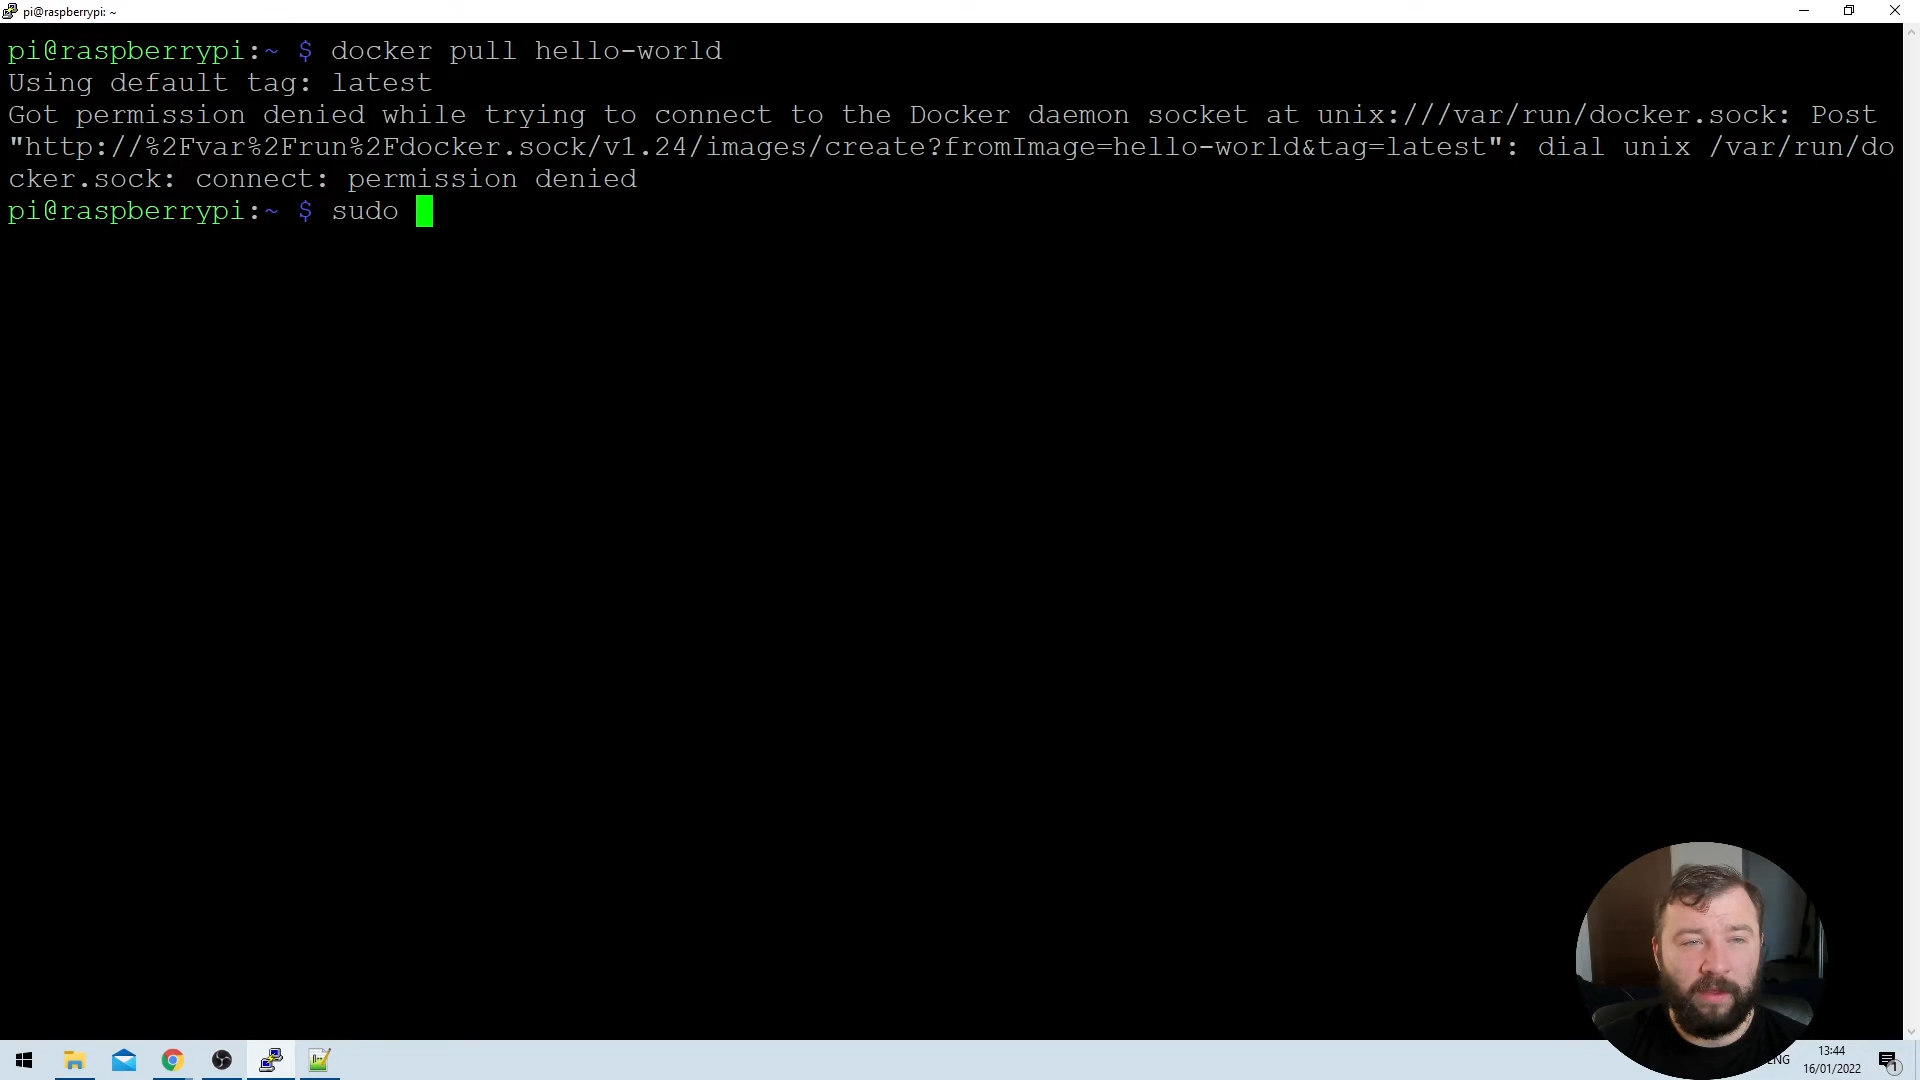 pi@raspberrypi: ~
pi@raspberrypi:~ $ docker pull hello-world
Using default tag: latest
Got permission denied while trying to connect to the Docker daemon socket at unix:///var/run/docker.sock: Post
"http://%2Fvar%2Frun%2Fdocker.sock/v1.24/images/create?fromImage=hello-world&tag=latest": dial unix /var/run/do
cker.sock: connect: permission denied
pi@raspberrypi:~ $ sudo
ENG
13:44
16/01/2022
1